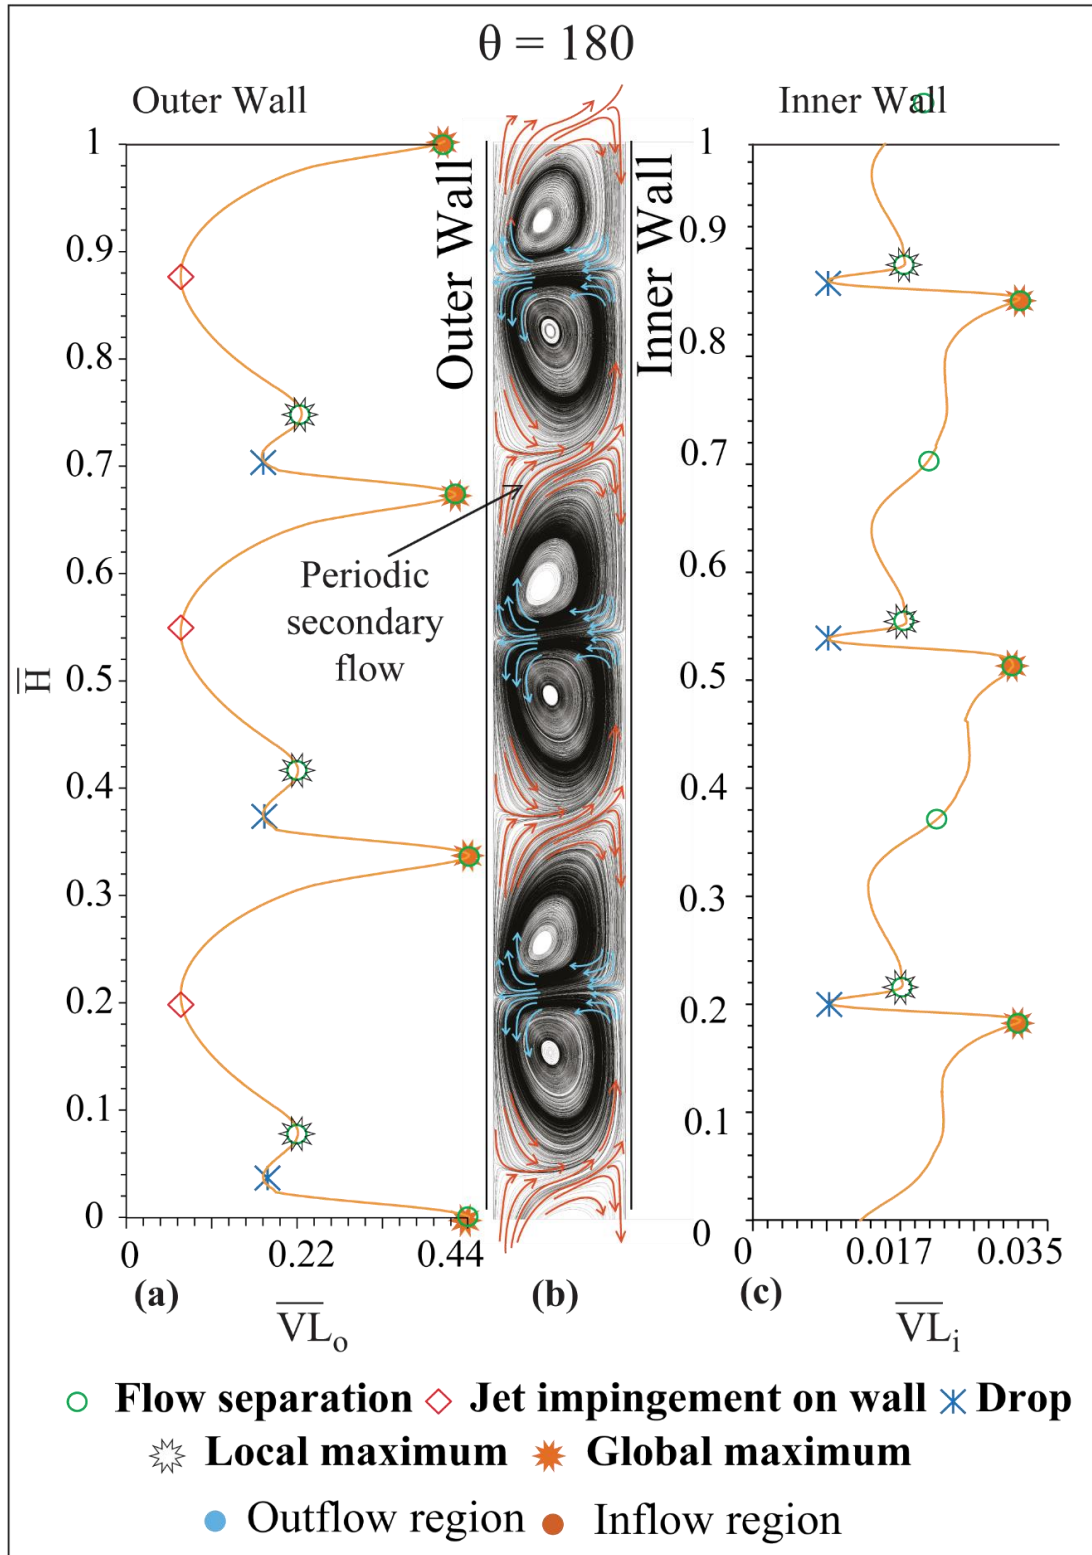 θ = 180
Outer Wall
Inner Wall
1
0.9
0.8
0.7
0.6
0.5
0.4
0.3
0.2
0.1
0
H̅
0
0.22
0.44
(a)
V̅L̅ₒ
Outer Wall
Inner Wall
Periodic
secondary
flow
(b)
1
0.9
0.8
0.7
0.6
0.5
0.4
0.3
0.2
0.1
0
0
0.017
0.035
(c)
V̅L̅ᵢ
Flow separation Jet impingement on wall Drop
Local maximum Global maximum
Outflow region Inflow region